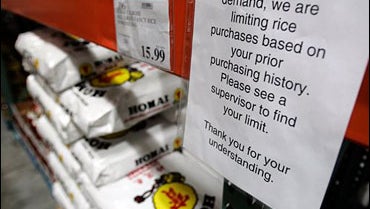 demand, we are
limiting rice
purchases based on
your prior
purchasing history.
Please see a
supervisor to find
your limit.
Thank you for your
understanding.
RICE
15.99
HOMAI
HOMAI
HOMAI